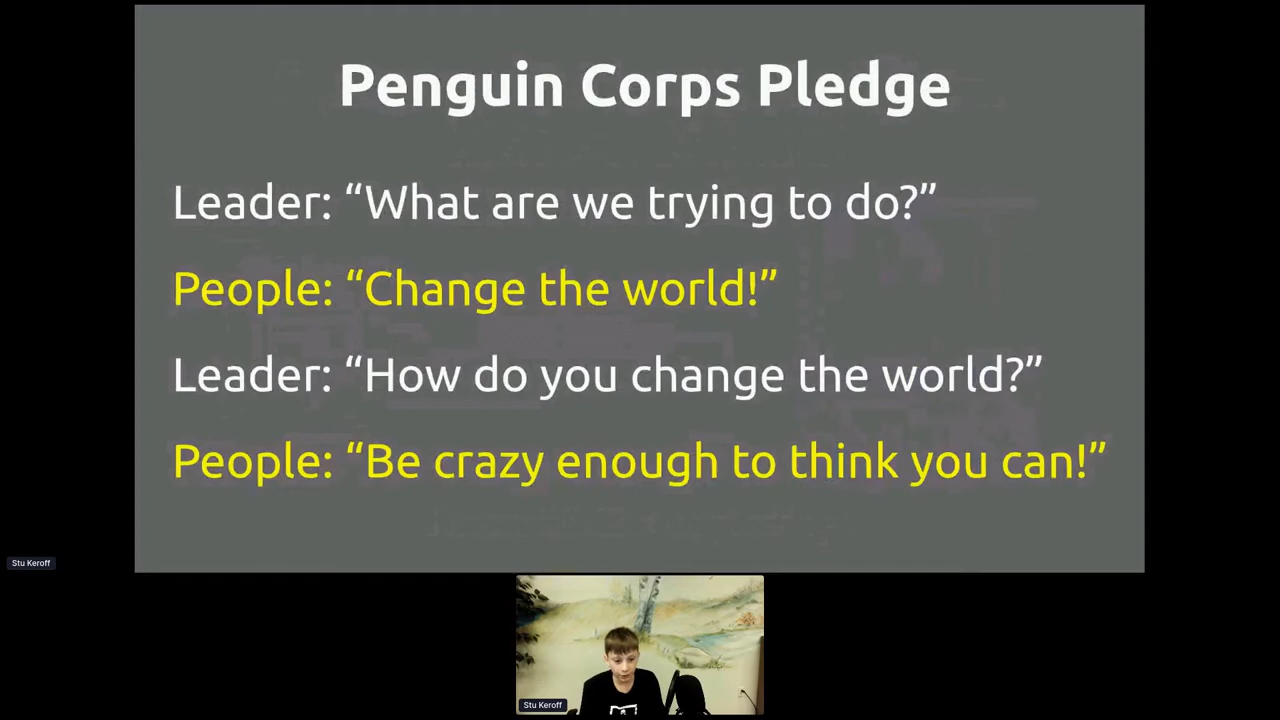 Penguin Corps Pledge
Leader: “What are we trying to do?”
People: “Change the world!”
Leader: “How do you change the world?”
People: “Be crazy enough to think you can!”
Stu Keroff
Stu Keroff